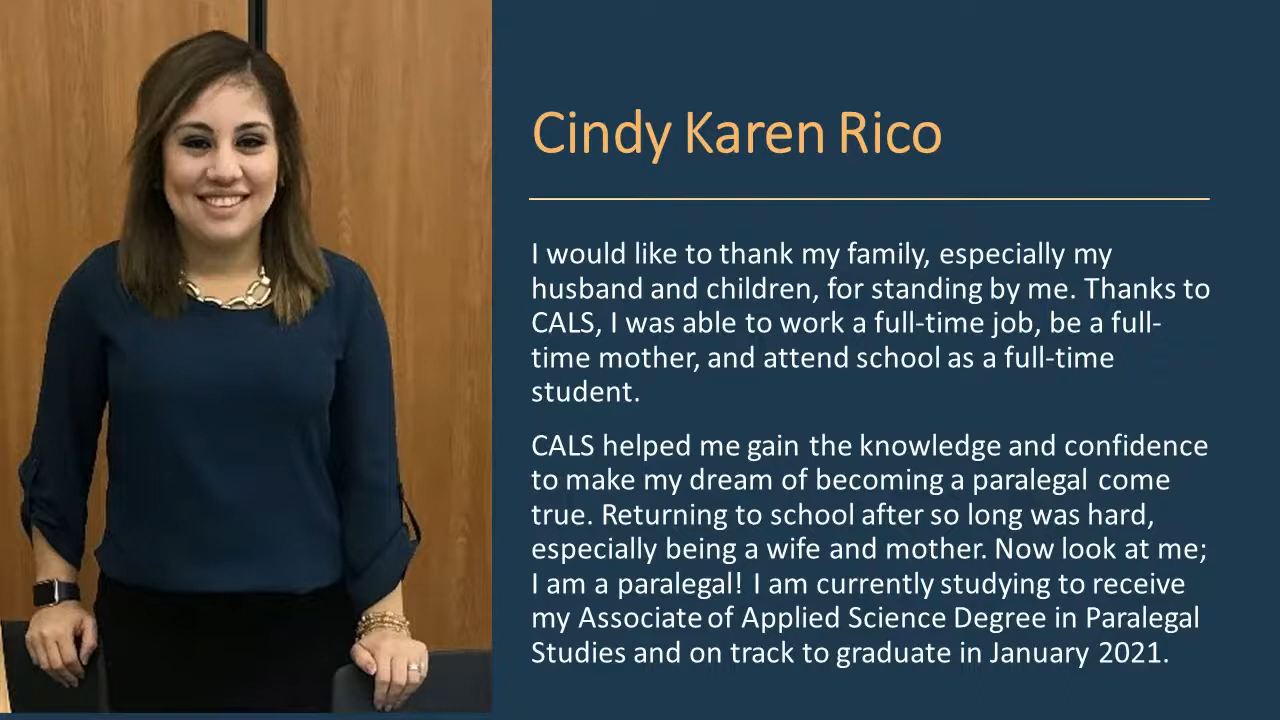 Cindy Karen Rico
I would like to thank my family, especially my
husband and children, for standing by me. Thanks to
CALS, I was able to work a full-time job, be a full-
time mother, and attend school as a full-time
student.
CALS helped me gain the knowledge and confidence
to make my dream of becoming a paralegal come
true. Returning to school after so long was hard,
especially being a wife and mother. Now look at me;
I am a paralegal! I am currently studying to receive
my Associate of Applied Science Degree in Paralegal
Studies and on track to graduate in January 2021.